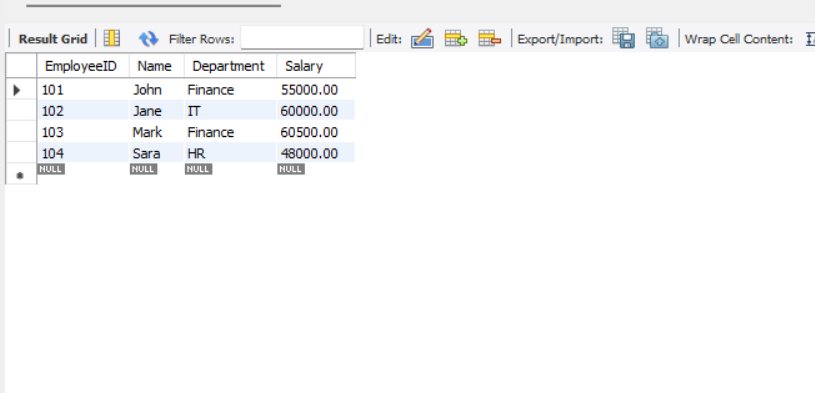 Result Grid Filter Rows: Edit: Export/Import: Wrap Cell Content:
EmployeeID Name Department Salary
101 John Finance 55000.00
102 Jane IT 60000.00
103 Mark Finance 60500.00
104 Sara HR 48000.00
NULL NULL NULL NULL